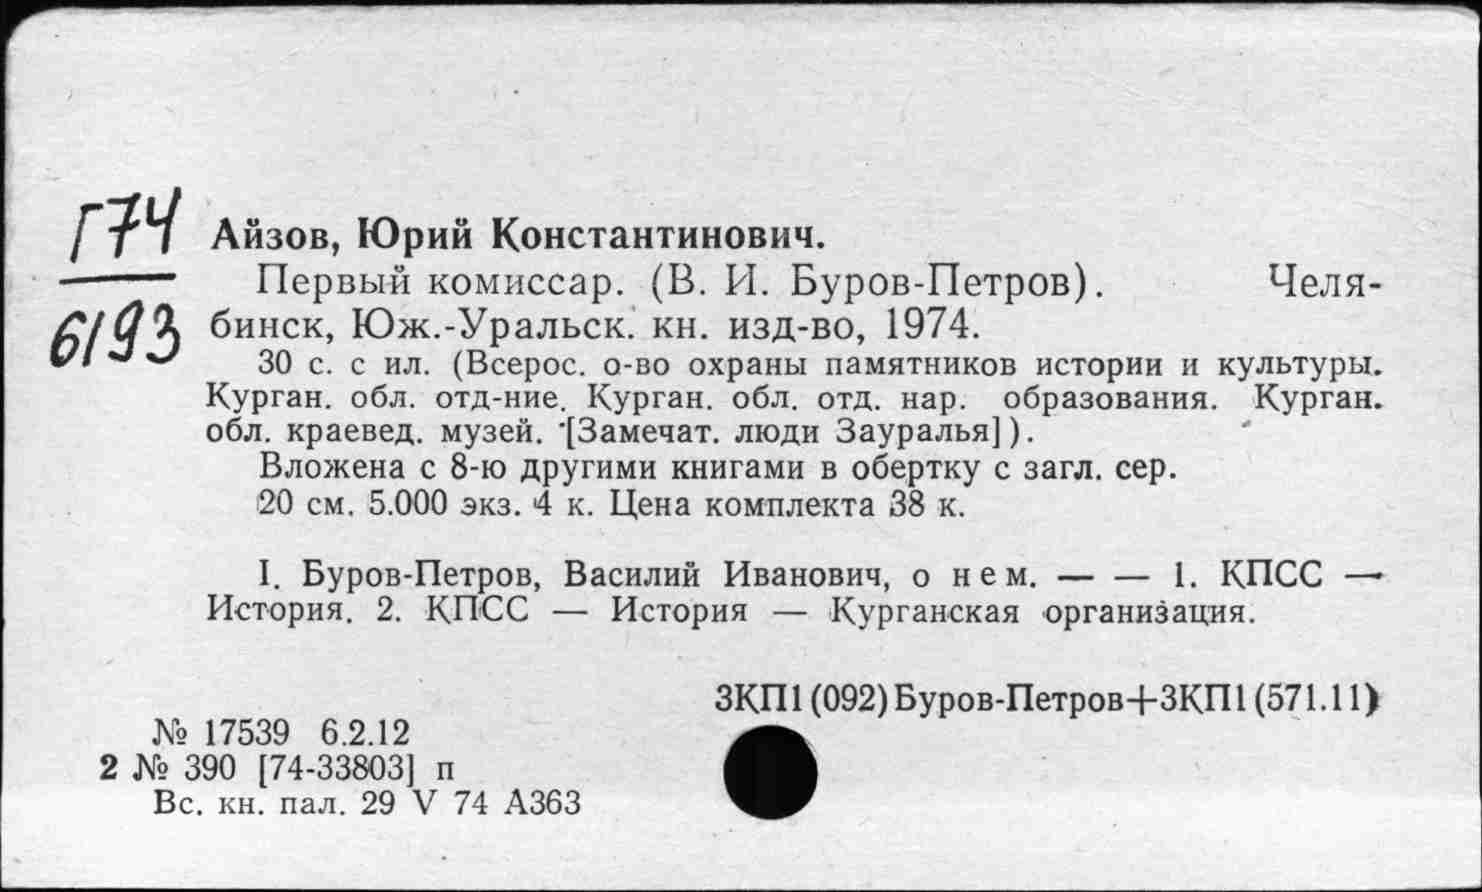 Г74
6193
Айзов, Юрий Константинович.
Первый комиссар. (В. И. Буров-Петров). Челя-
бинск, Юж.-Уральск. кн. изд-во, 1974.
30 с. с ил. (Всерос. о-во охраны памятников истории и культуры.
Курган. обл. отд-ние. Курган. обл. отд. нар. образования. Курган.
обл. краевед. музей. [Замечат. люди Зауралья]).
Вложена с 8-ю другими книгами в обертку с загл. сер.
20 см. 5.000 экз. 4 к. Цена комплекта 38 к.
I. Буров-Петров, Василий Иванович, о нем. — — 1. КПСС —
История. 2. КПСС — История — Курганская организация.
3КП1(092)Буров-Петров+3КП1(571.11)
№ 17539 6.2.12
2 № 390 [74-33803] п
Вс. кн. пал. 29 V 74 А363